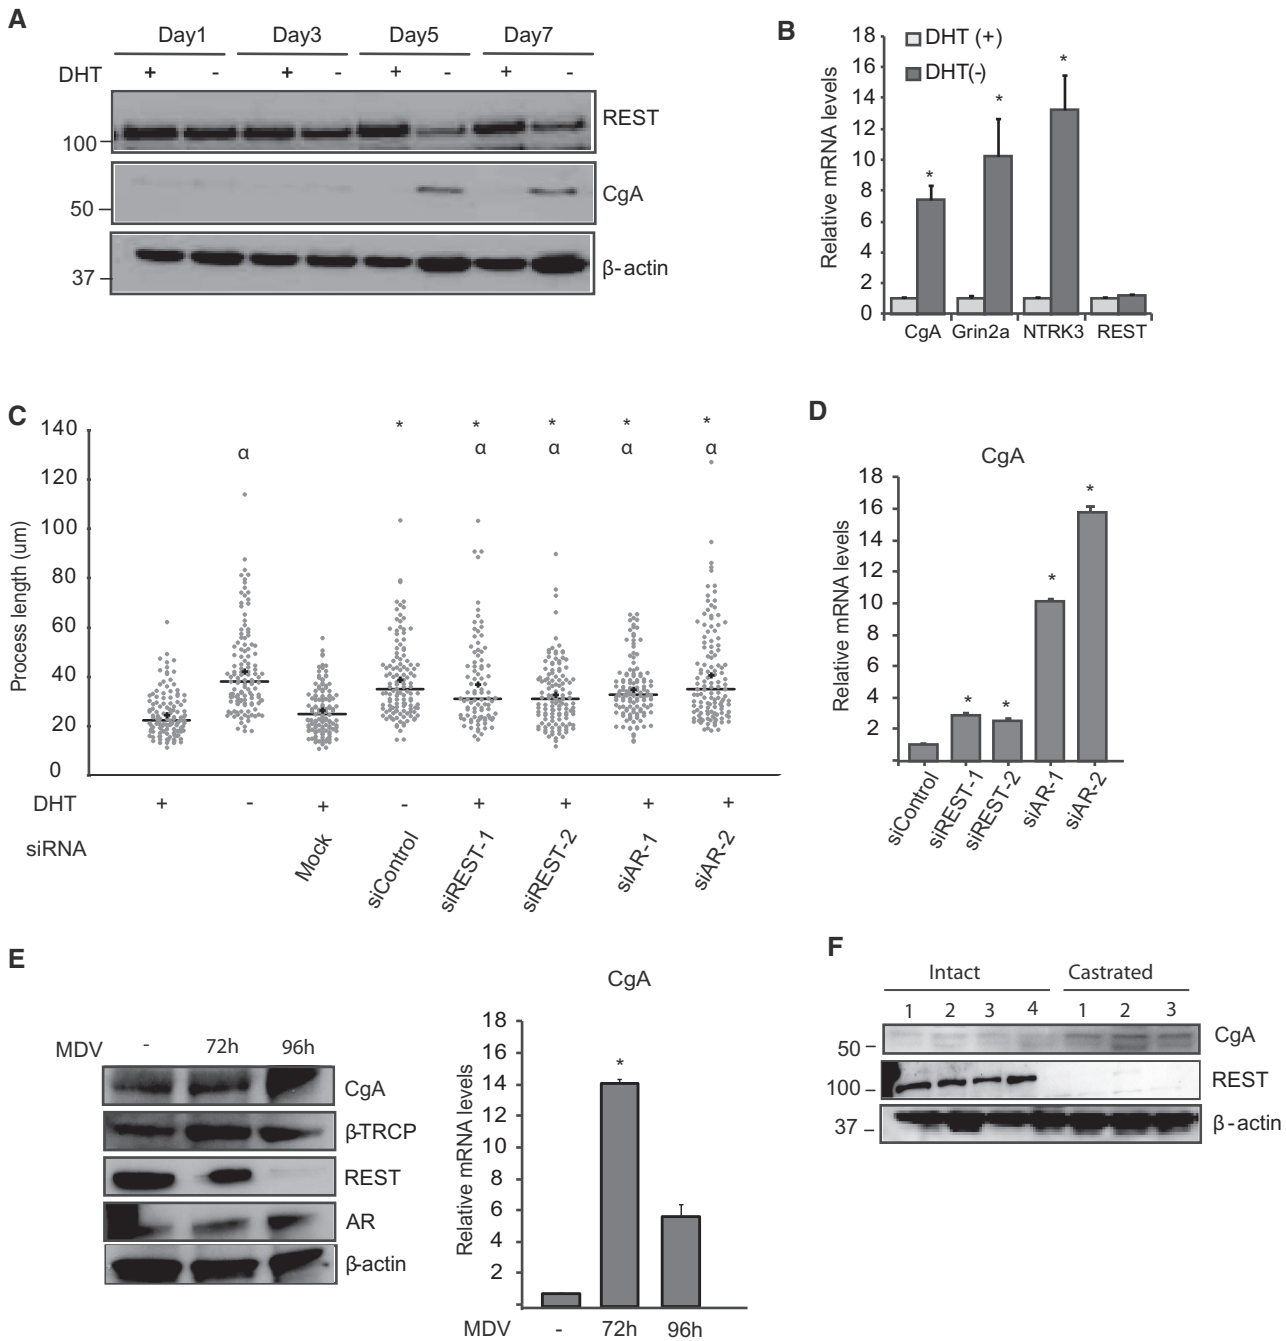 A
Day1 Day3 Day5 Day7
DHT + - + - + - + -
REST
100
CgA
50
β-actin
37
B
DHT (+)
DHT(-)
Relative mRNA levels
18
16
14
12
10
8
6
4
2
0
* * *
CgA Grin2a NTRK3 REST
C
Process length (um)
140
120
100
80
60
40
20
0
* * * * *
α α α α α
DHT + - + - + + + +
siRNA Mock siControl siREST-1 siREST-2 siAR-1 siAR-2
D
CgA
Relative mRNA levels
18
16
14
12
10
8
6
4
2
* * * *
siControl siREST-1 siREST-2 siAR-1 siAR-2
E
MDV - 72h 96h
CgA
β-TRCP
REST
AR
β-actin
CgA
Relative mRNA levels
18
16
14
12
10
8
6
4
2
*
MDV - 72h 96h
F
Intact Castrated
1 2 3 4 1 2 3
CgA
50
REST
100
β-actin
37